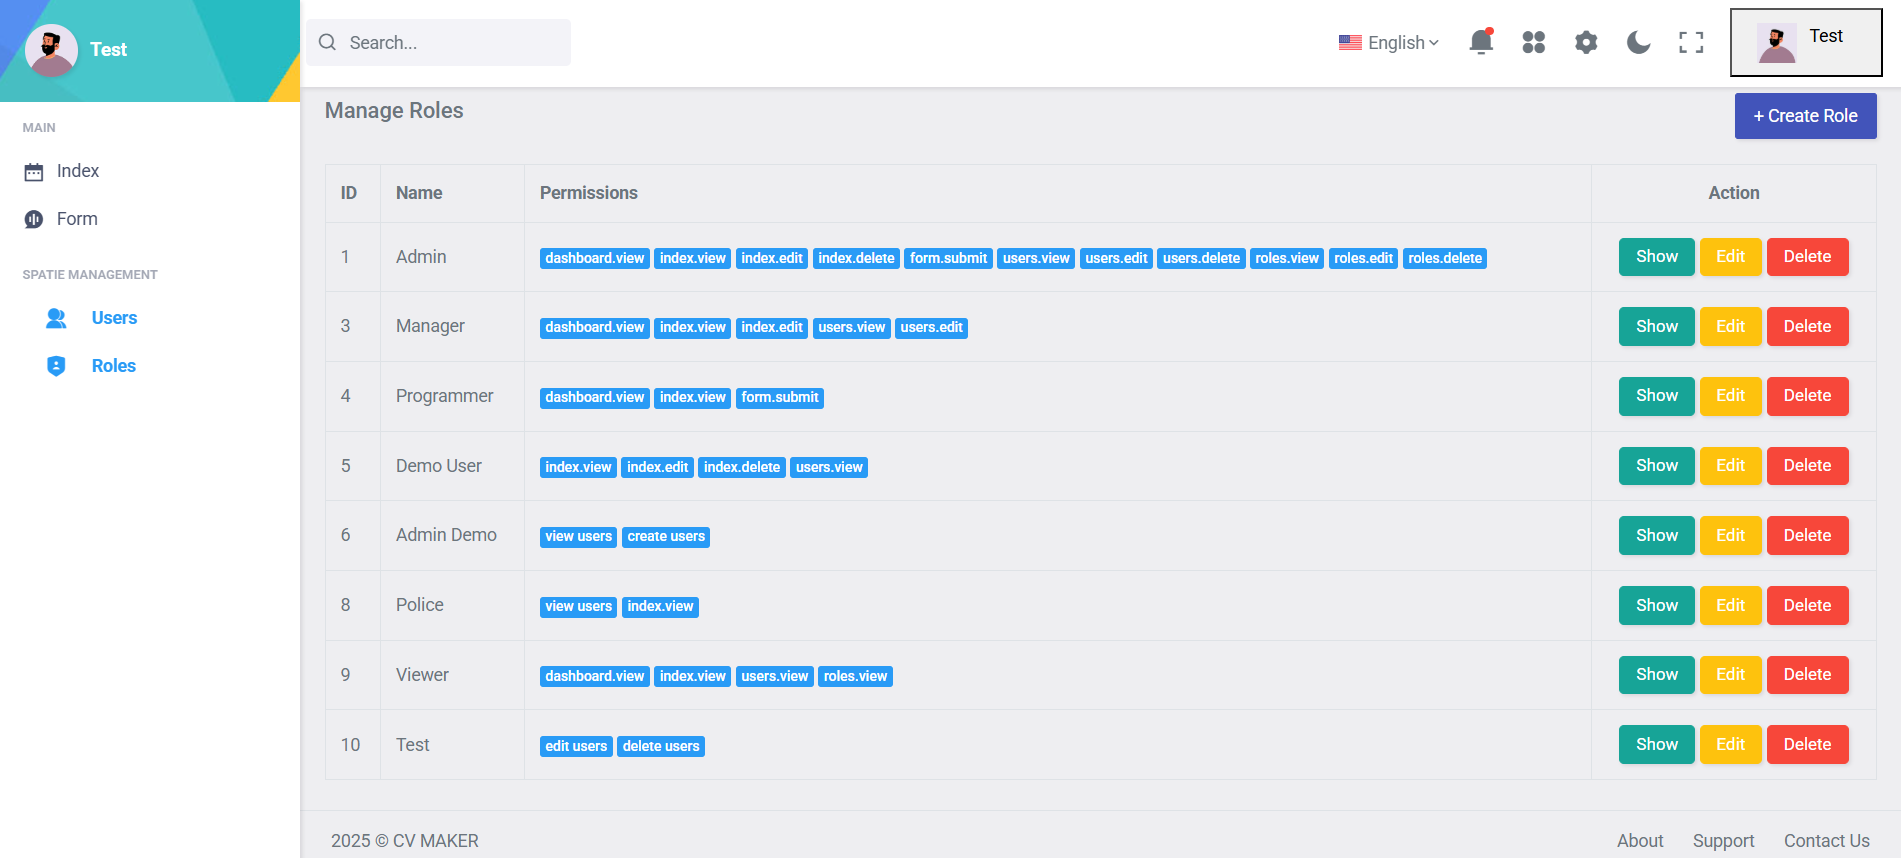 Test
Search...
English
Test
MAIN
Index
Form
SPATIE MANAGEMENT
Users
Roles
Manage Roles
+ Create Role
ID Name Permissions Action
1 Admin dashboard.view index.view index.edit index.delete form.submit users.view users.edit users.delete roles.view roles.edit roles.delete Show Edit Delete
3 Manager dashboard.view index.view index.edit users.view users.edit Show Edit Delete
4 Programmer dashboard.view index.view form.submit Show Edit Delete
5 Demo User index.view index.edit index.delete users.view Show Edit Delete
6 Admin Demo view users create users Show Edit Delete
8 Police view users index.view Show Edit Delete
9 Viewer dashboard.view index.view users.view roles.view Show Edit Delete
10 Test edit users delete users Show Edit Delete
2025 © CV MAKER
About Support Contact Us